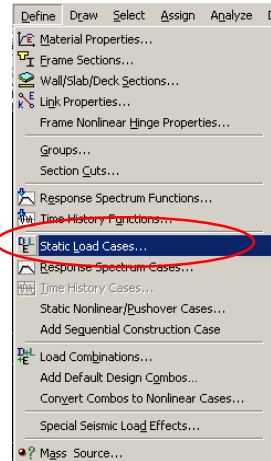 Define Draw Select Assign Analyze
Material Properties...
Frame Sections...
Wall/Slab/Deck Sections...
Link Properties...
Frame Nonlinear Hinge Properties...
Groups...
Section Cuts...
Response Spectrum Functions...
Time History Functions...
Static Load Cases...
Response Spectrum Cases...
Time History Cases...
Static Nonlinear/Pushover Cases...
Add Sequential Construction Case
Load Combinations...
Add Default Design Combos...
Convert Combos to Nonlinear Cases...
Special Seismic Load Effects...
Mass Source...